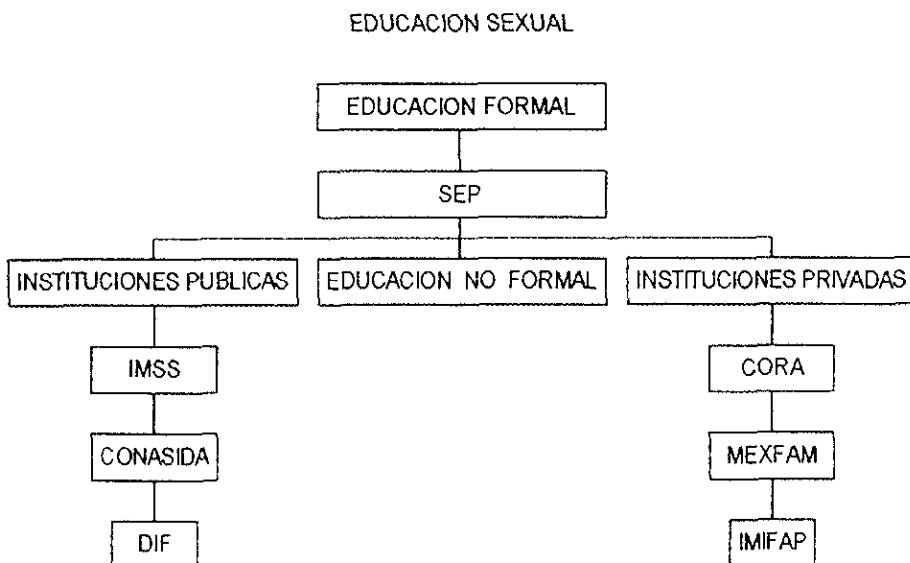 EDUCACION SEXUAL
EDUCACION FORMAL
SEP
INSTITUCIONES PUBLICAS
EDUCACION NO FORMAL
INSTITUCIONES PRIVADAS
IMSS
CORA
CONASIDA
MEXFAM
DIF
IMIFAP